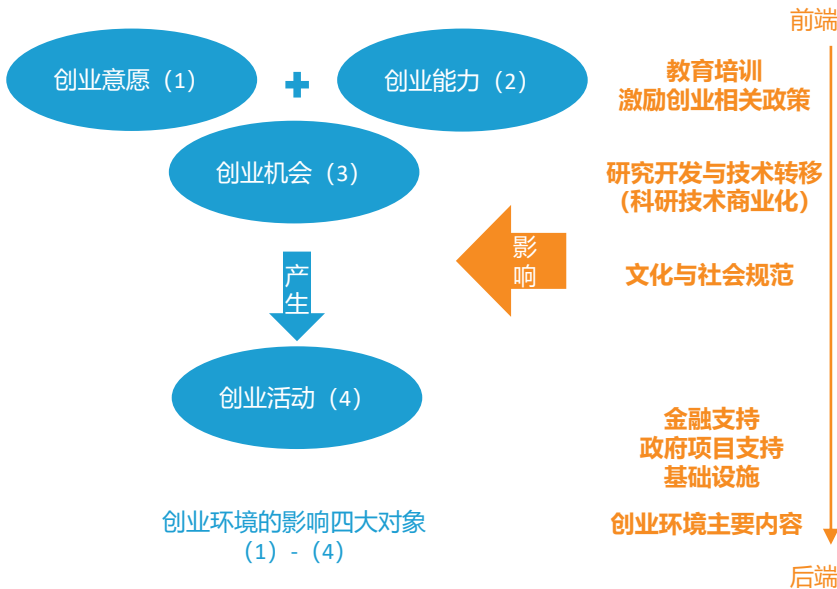 前端
创业意愿（1）
创业能力（2）
教育培训
激励创业相关政策
创业机会（3）
研究开发与技术转移
（科研技术商业化）
影
响
产
生
文化与社会规范
创业活动（4）
金融支持
政府项目支持
基础设施
创业环境的影响四大对象
（1）-（4）
创业环境主要内容
后端